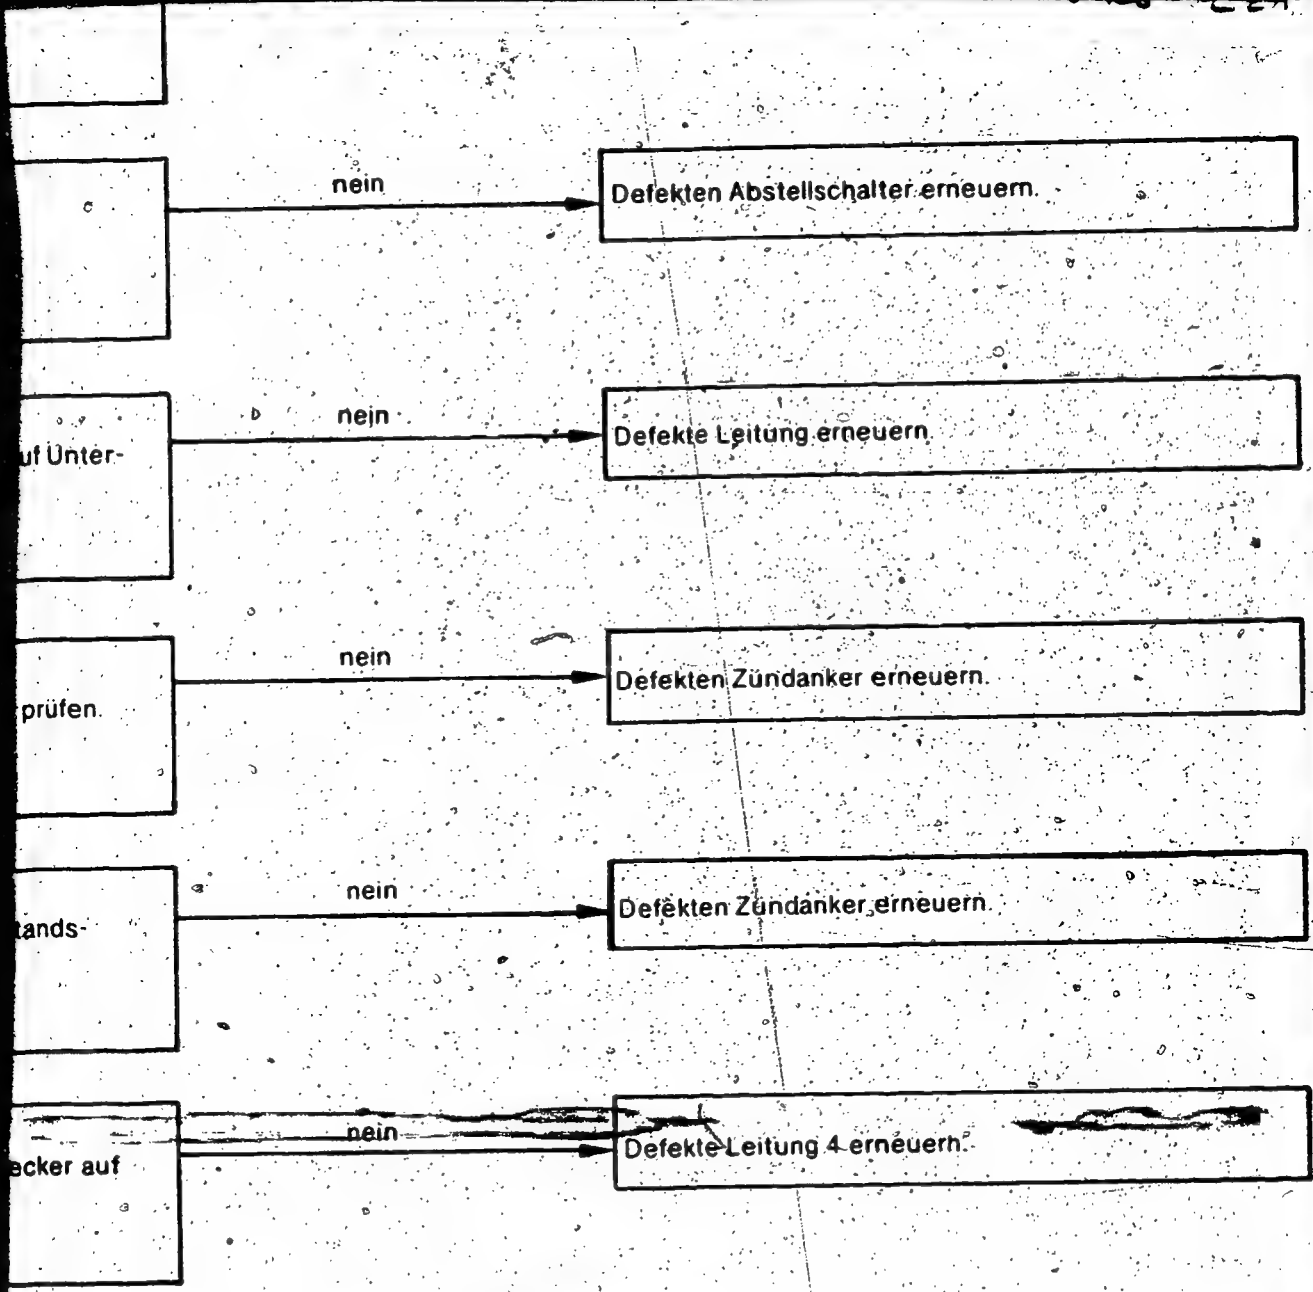 nein
Defekten Abstellschalter erneuern.
nein
Defekte Leitung erneuern
uf Unter-
nein
Defekten Zündanker erneuern.
prüfen.
nein
Defekten Zündanker erneuern.
tands-
nein
Defekte Leitung 4 erneuern.
ecker auf